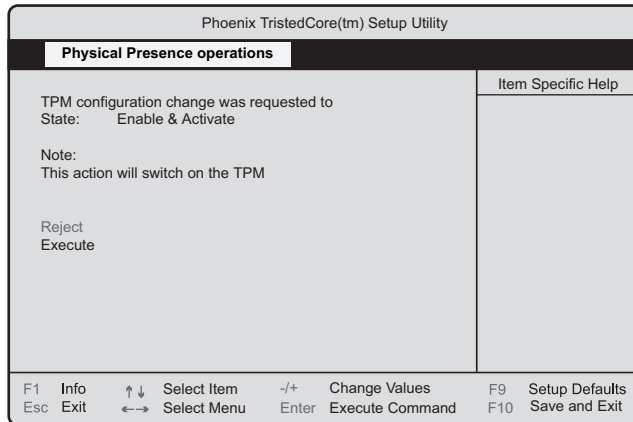 Phoenix TristedCore(tm) Setup Utility
Physical Presence operations
Item Specific Help
TPM configuration change was requested to
State: Enable & Activate
Note:
This action will switch on the TPM
Reject
Execute
F1 Info ↑↓ Select Item -/+ Change Values F9 Setup Defaults
Esc Exit ←→ Select Menu Enter Execute Command F10 Save and Exit